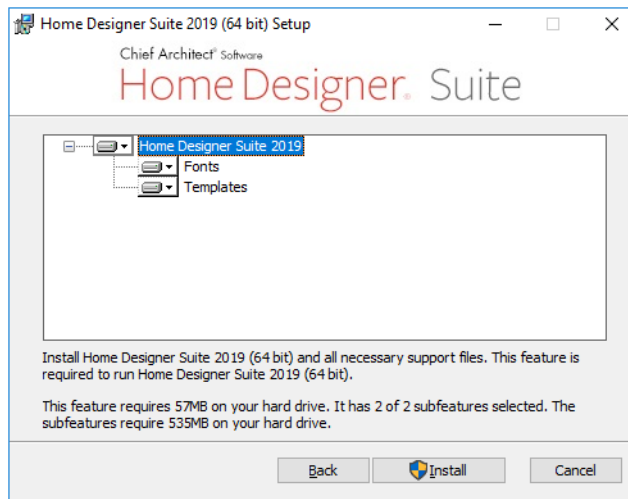 Home Designer Suite 2019 (64 bit) Setup
Chief Architect® Software
Home Designer® Suite
Home Designer Suite 2019
Fonts
Templates
Install Home Designer Suite 2019 (64 bit) and all necessary support files. This feature is
required to run Home Designer Suite 2019 (64 bit).
This feature requires 57MB on your hard drive. It has 2 of 2 subfeatures selected. The
subfeatures require 535MB on your hard drive.
Back Install Cancel